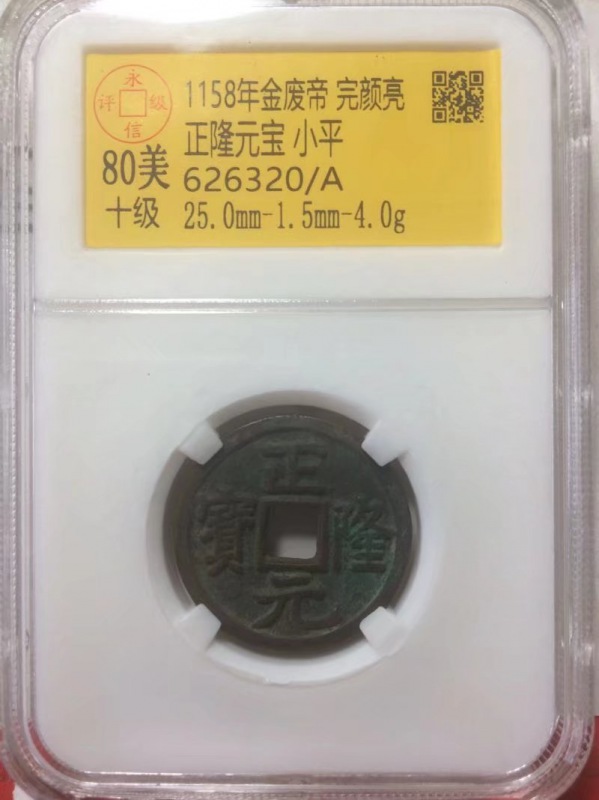 永信评级
1158年金废帝 完颜亮
正隆元宝 小平
80美 626320/A
十级 25.0mm-1.5mm-4.0g
正隆元寳